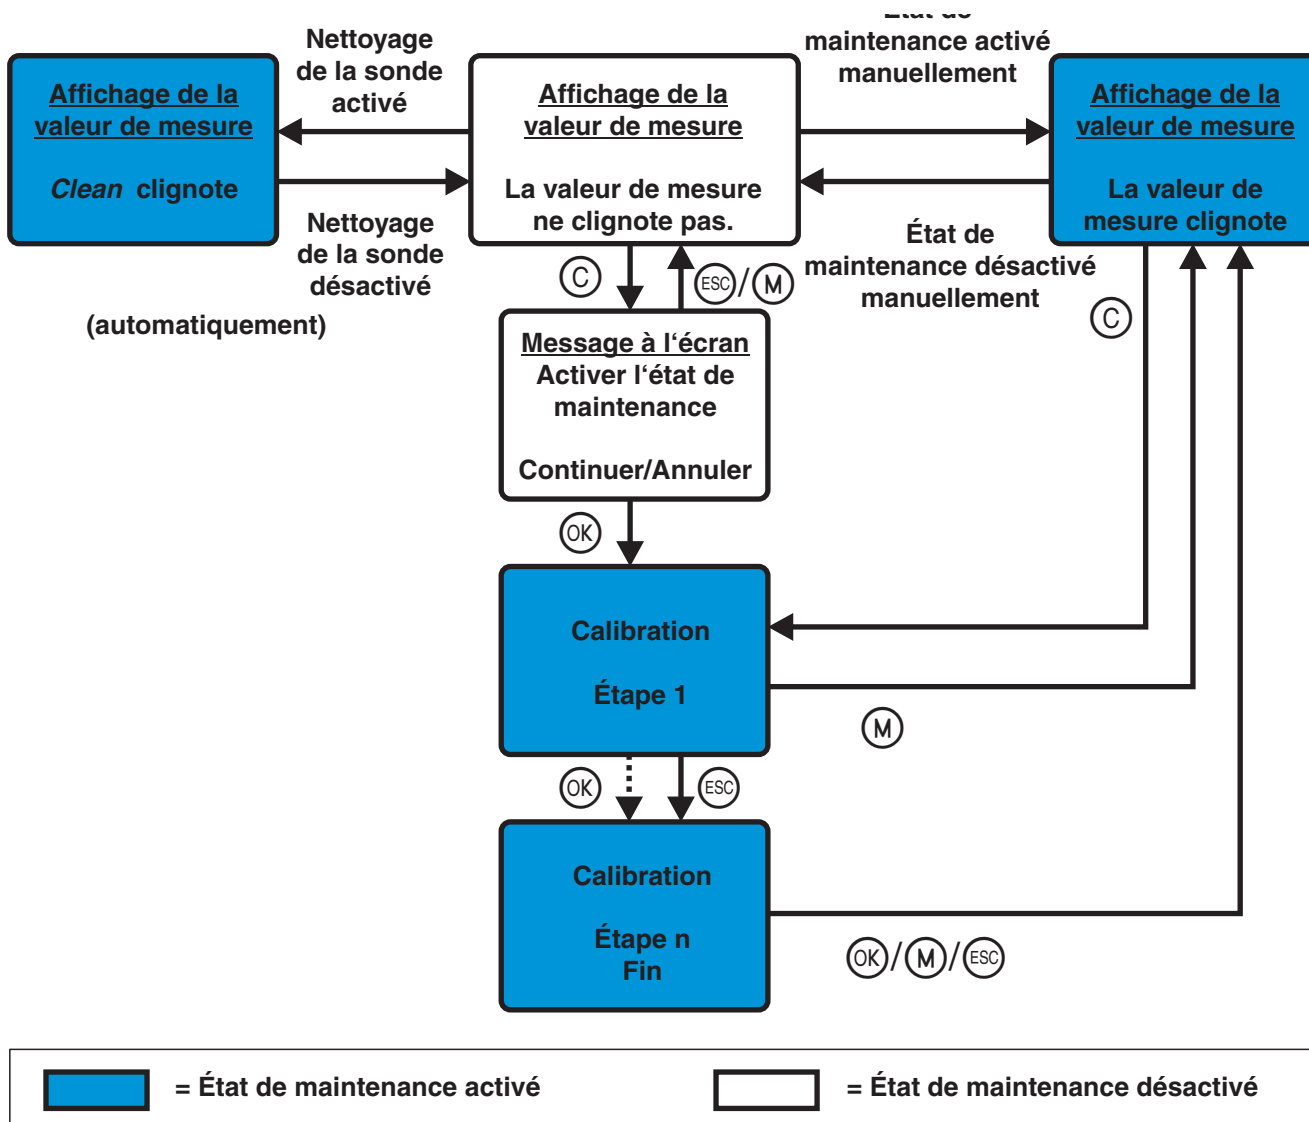 Nettoyage
de la sonde
activé
État de
maintenance activé
manuellement
Affichage de la
valeur de mesure
Clean clignote
Affichage de la
valeur de mesure
La valeur de mesure
ne clignote pas.
Affichage de la
valeur de mesure
La valeur de
mesure clignote
Nettoyage
de la sonde
désactivé
(automatiquement)
État de
maintenance désactivé
manuellement
C
ESC/M
C
Message à l‘écran
Activer l‘état de
maintenance
Continuer/Annuler
OK
Calibration
Étape 1
M
OK
ESC
Calibration
Étape n
Fin
OK/M/ESC
= État de maintenance activé
= État de maintenance désactivé